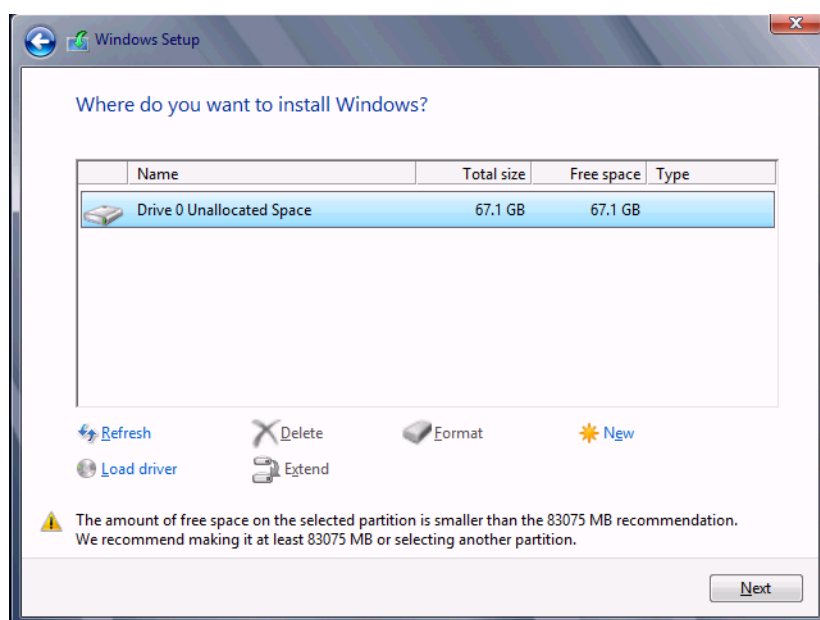 Windows Setup
Where do you want to install Windows?
Name Total size Free space Type
Drive 0 Unallocated Space 67.1 GB 67.1 GB
Refresh Delete Format New
Load driver Extend
The amount of free space on the selected partition is smaller than the 83075 MB recommendation.
We recommend making it at least 83075 MB or selecting another partition.
Next